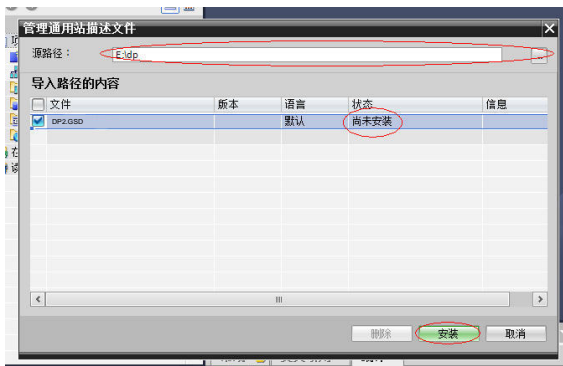 管理通用站描述文件
源路径：
E:\dp
导入路径的内容
文件 版本 语言 状态 信息
DP2.GSD 默认 尚未安装
删除 安装 取消